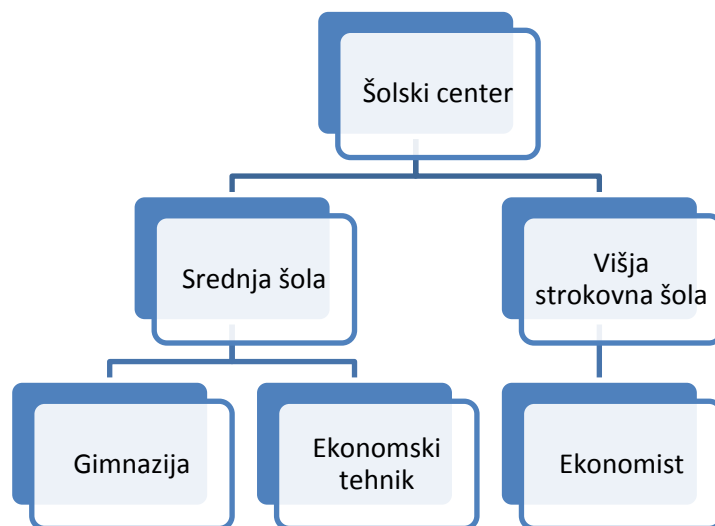 Šolski center
Srednja šola
Višja
strokovna šola
Gimnazija
Ekonomski
tehnik
Ekonomist